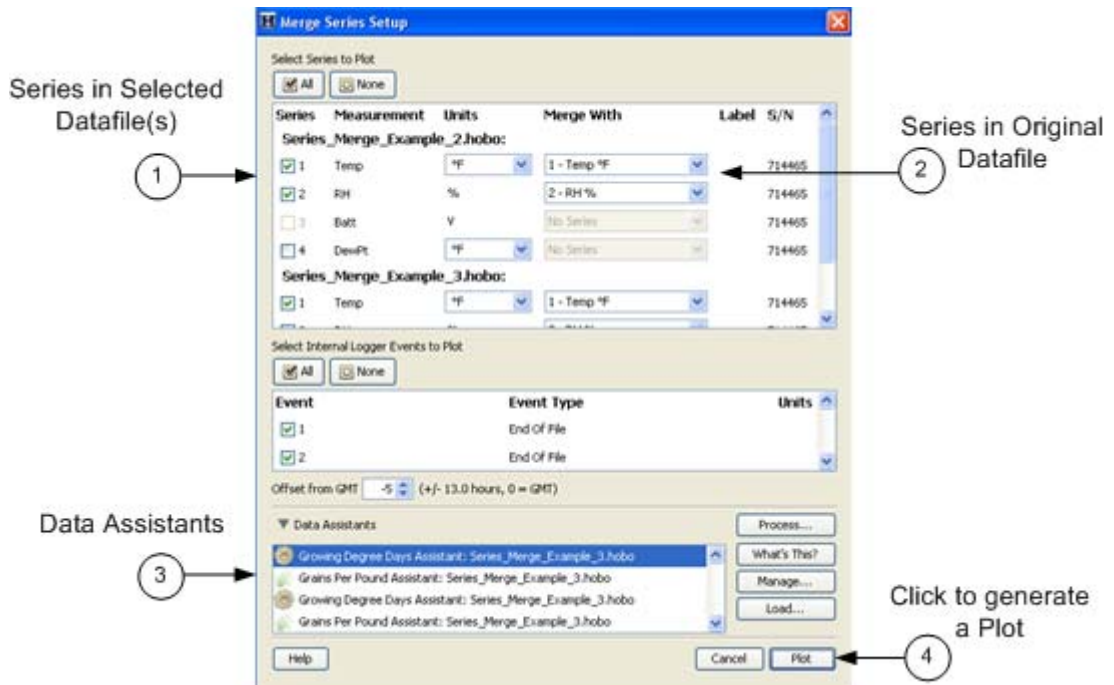 Merge Series Setup
Select Series to Plot
All None
Series Measurement Units Merge With Label S/N
Series_Merge_Example_2.hobo:
1 Temp °F 1 - Temp °F 714465
2 RH % 2 - RH % 714465
3 Batt V No Series 714465
4 DewPt °F No Series 714465
Series_Merge_Example_3.hobo:
1 Temp °F 1 - Temp °F 714465
Select Internal Logger Events to Plot
All None
Event Event Type Units
1 End Of File
2 End Of File
Offset from GMT -5 (+/- 13.0 hours, 0 = GMT)
Data Assistants
Growing Degree Days Assistant: Series_Merge_Example_3.hobo
Grains Per Pound Assistant: Series_Merge_Example_3.hobo
Growing Degree Days Assistant: Series_Merge_Example_3.hobo
Grains Per Pound Assistant: Series_Merge_Example_3.hobo
Process...
What's This?
Manage...
Load...
Help Cancel Plot
Series in Selected
Datafile(s)
1
Series in Original
Datafile
2
Data Assistants
3
Click to generate
a Plot
4